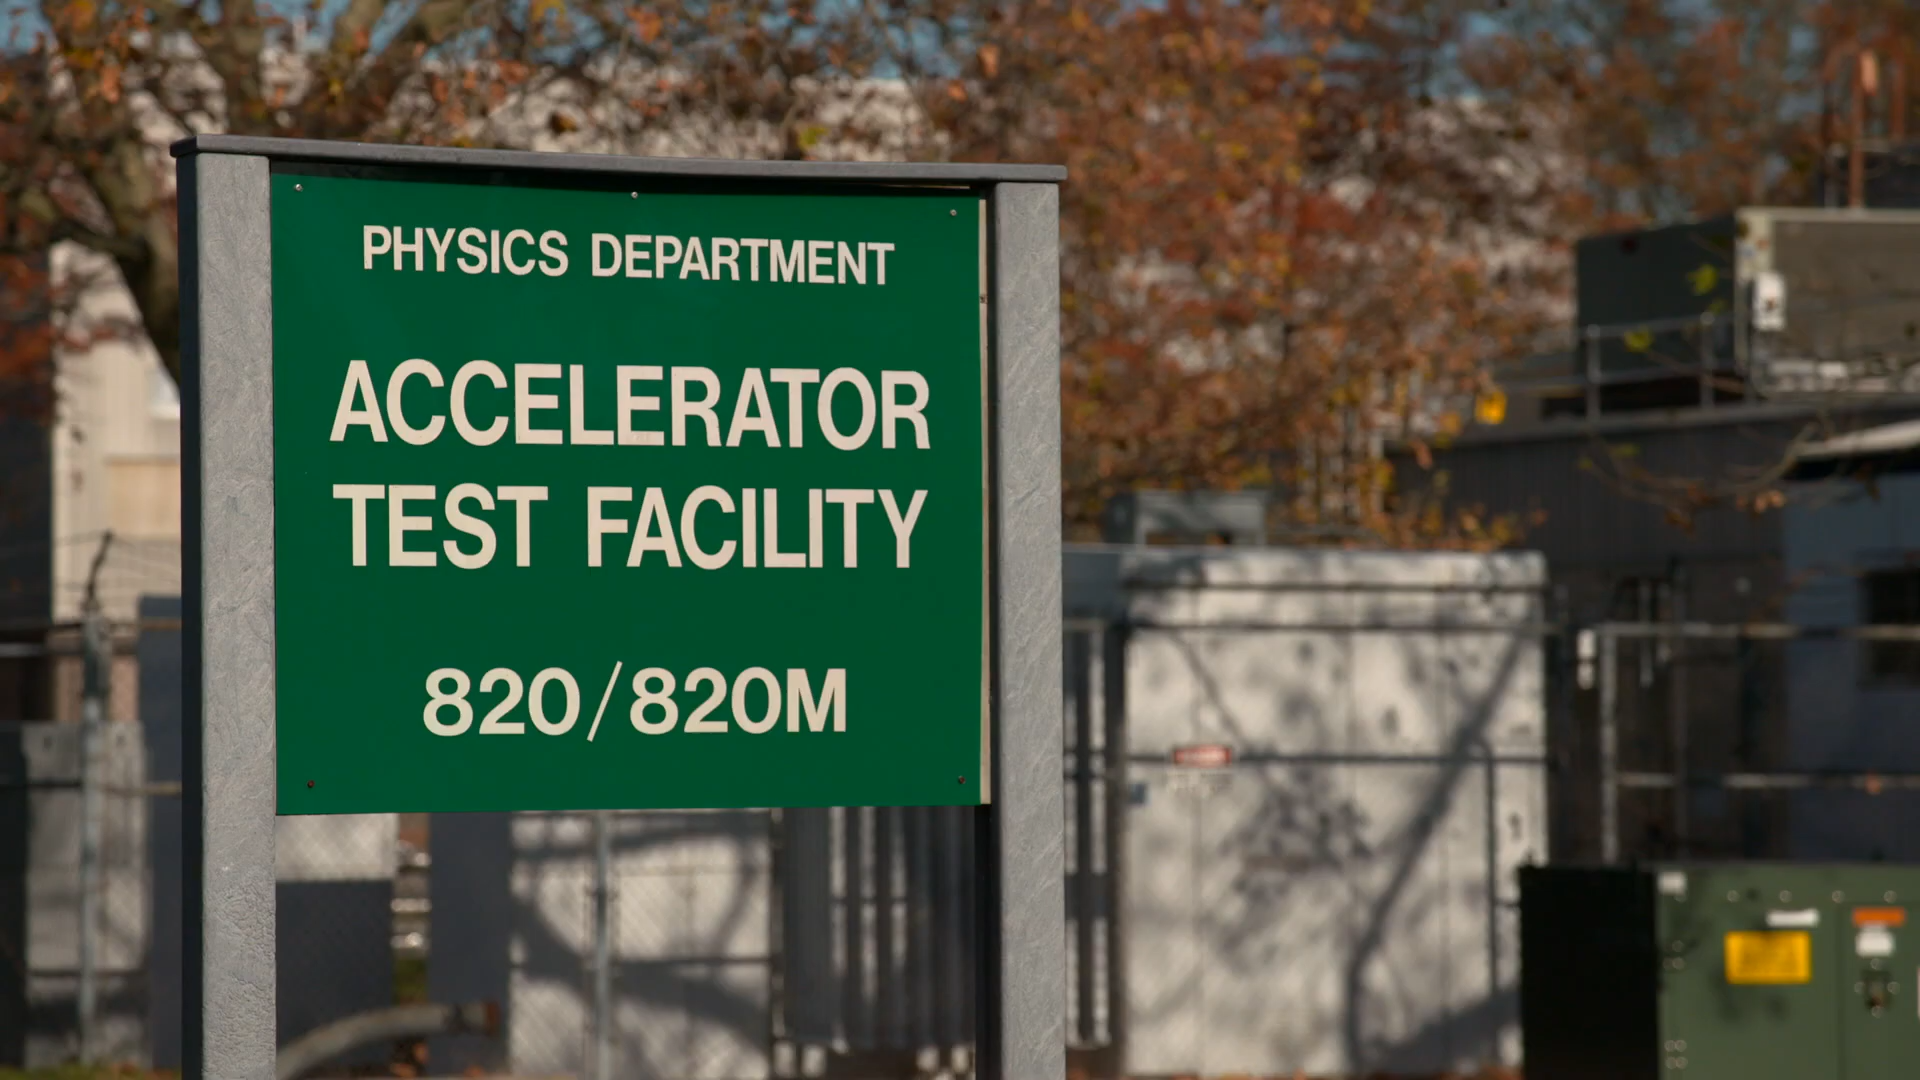 PHYSICS DEPARTMENT
ACCELERATOR
TEST FACILITY
820/820M